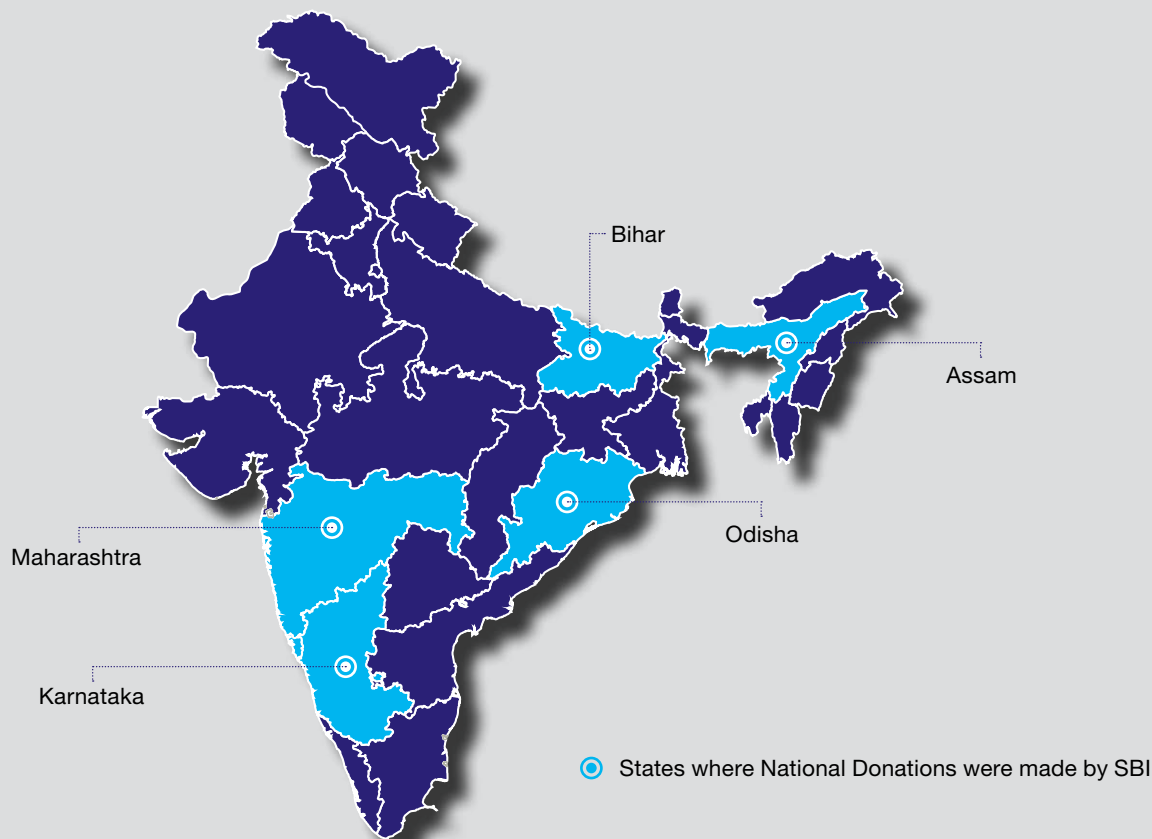 Bihar
Assam
Odisha
Maharashtra
Karnataka
States where National Donations were made by SBI